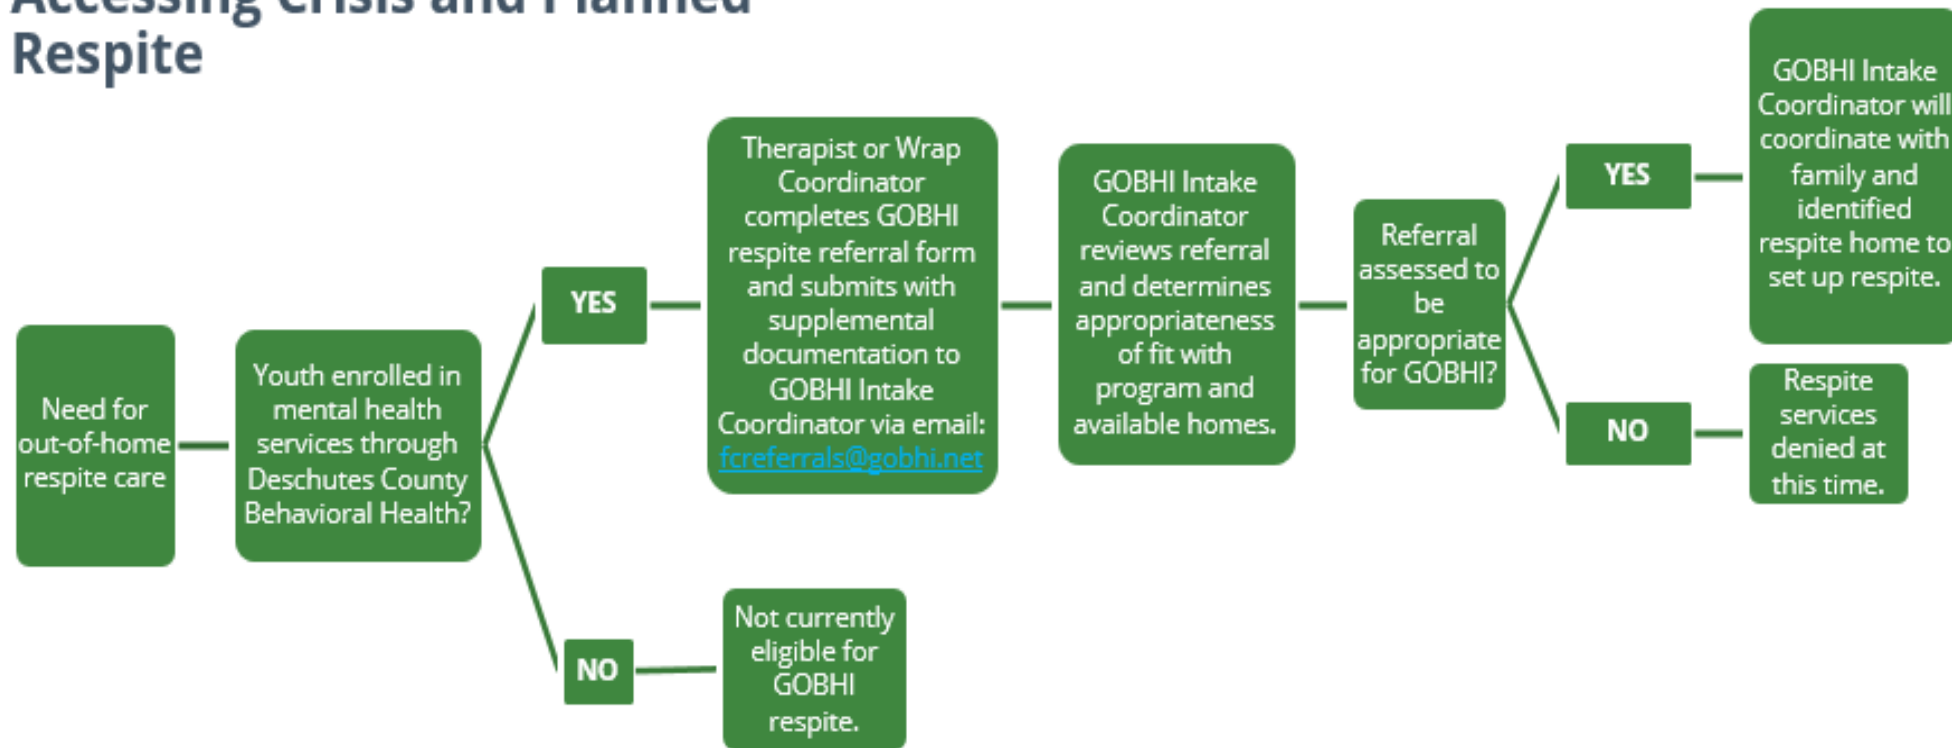 Accessing Crisis and Planned
Respite
Need for
out-of-home
respite care
Youth enrolled in
mental health
services through
Deschutes County
Behavioral Health?
YES
Therapist or Wrap
Coordinator
completes GOBHI
respite referral form
and submits with
supplemental
documentation to
GOBHI Intake
Coordinator via email:
fcreferrals@gobhi.net
GOBHI Intake
Coordinator
reviews referral
and determines
appropriateness
of fit with
program and
available homes.
Referral
assessed to
be
appropriate
for GOBHI?
YES
GOBHI Intake
Coordinator will
coordinate with
family and
identified
respite home to
set up respite.
NO
Respite
services
denied at
this time.
NO
Not currently
eligible for
GOBHI
respite.